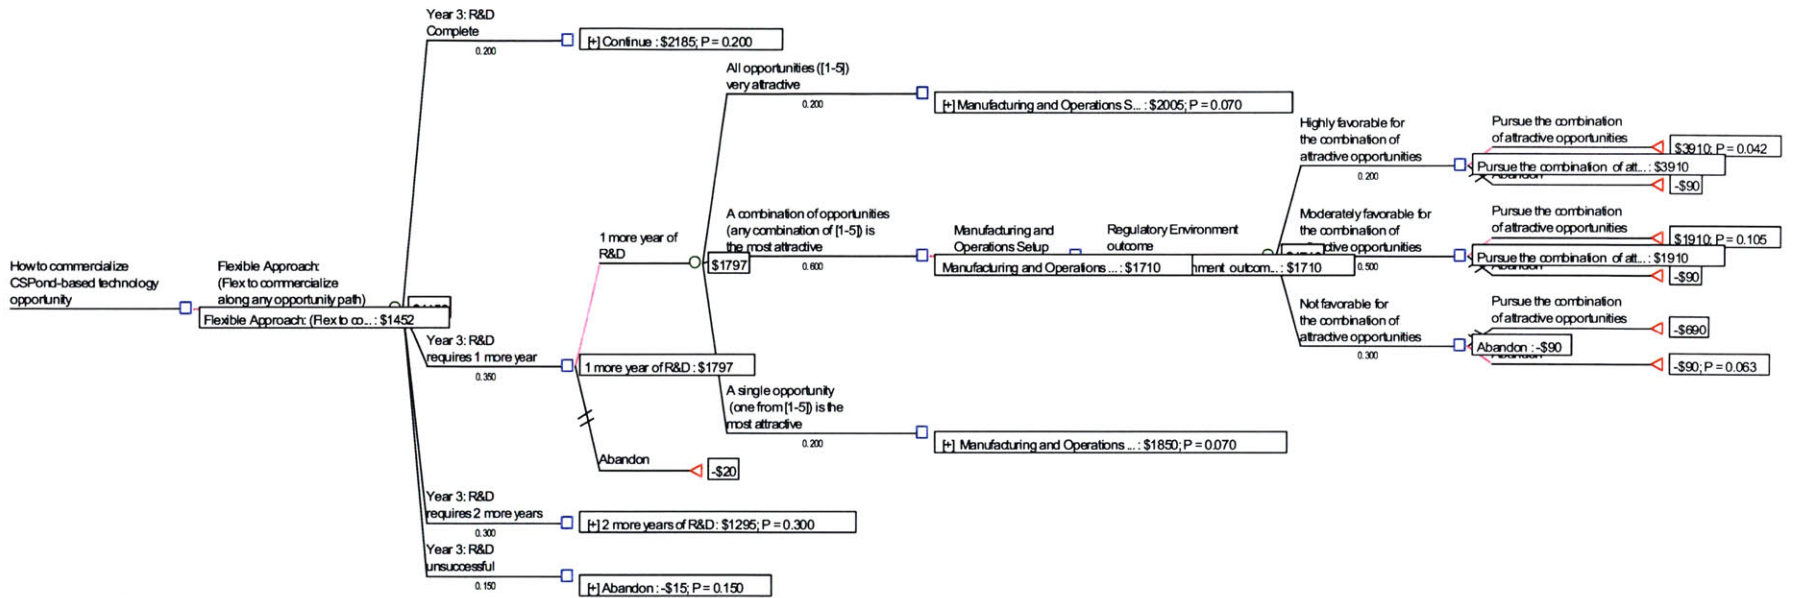 Year 3: R&D
Complete
0.200
[+] Continue : $2185; P = 0.200
All opportunities ([1-5])
very attractive
0.200
[+] Manufacturing and Operations S... : $2005; P = 0.070
Highly favorable for
the combination of
attractive opportunities
0.200
Pursue the combination
of attractive opportunities
$3910; P = 0.042
Pursue the combination of att... : $3910
Abandon
-$90
How to commercialize
CSPond-based technology
opportunity
Flexible Approach:
(Flex to commercialize
along any opportunity path)
Flexible Approach: (Flex to co... : $1452
1 more year of
R&D
$1797
A combination of opportunities
(any combination of [1-5]) is
the most attractive
0.600
Manufacturing and
Operations Setup
Manufacturing and Operations ... : $1710
Regulatory Environment
outcome
nment outcom... : $1710
Moderately favorable for
the combination of
attractive opportunities
0.500
Pursue the combination
of attractive opportunities
$1910; P = 0.105
Pursue the combination of att... : $1910
Abandon
-$90
Not favorable for
the combination of
attractive opportunities
0.300
Pursue the combination
of attractive opportunities
-$690
Abandon : -$90
Abandon
-$90; P = 0.063
Year 3: R&D
requires 1 more year
0.350
1 more year of R&D : $1797
A single opportunity
(one from [1-5]) is the
most attractive
0.200
[+] Manufacturing and Operations ... : $1850; P = 0.070
Abandon
-$20
Year 3: R&D
requires 2 more years
0.300
[+] 2 more years of R&D : $1295; P = 0.300
Year 3: R&D
unsuccessful
0.150
[+] Abandon : -$15; P = 0.150